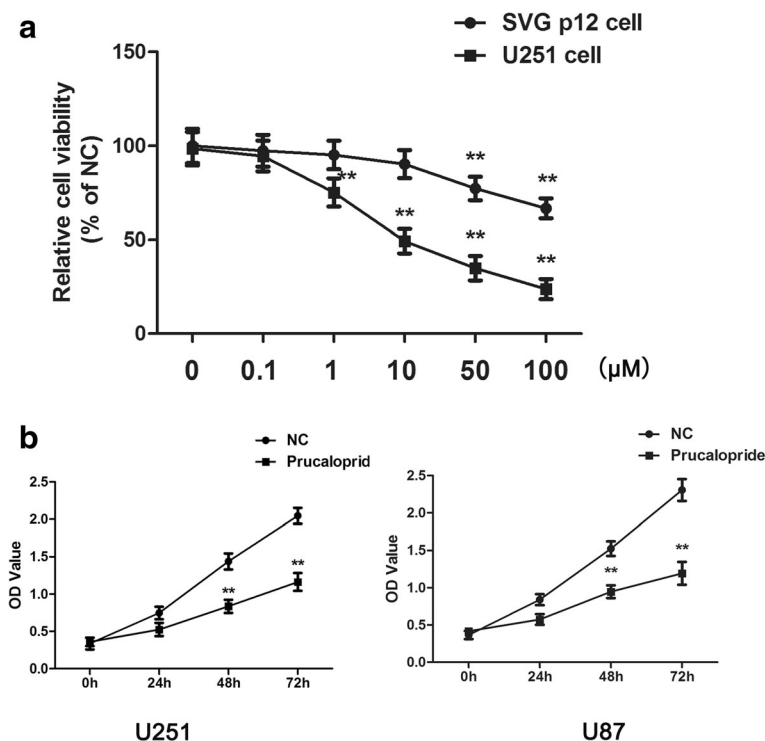 a
SVG p12 cell
U251 cell
Relative cell viability
(% of NC)
150
100
50
0
**
**
**
**
**
**
0 0.1 1 10 50 100 (μM)
b
NC
Prucaloprid
OD Value
2.5
2.0
1.5
1.0
0.5
0.0
**
**
0h 24h 48h 72h
U251
NC
Prucalopride
OD Value
2.5
2.0
1.5
1.0
0.5
0.0
**
**
0h 24h 48h 72h
U87